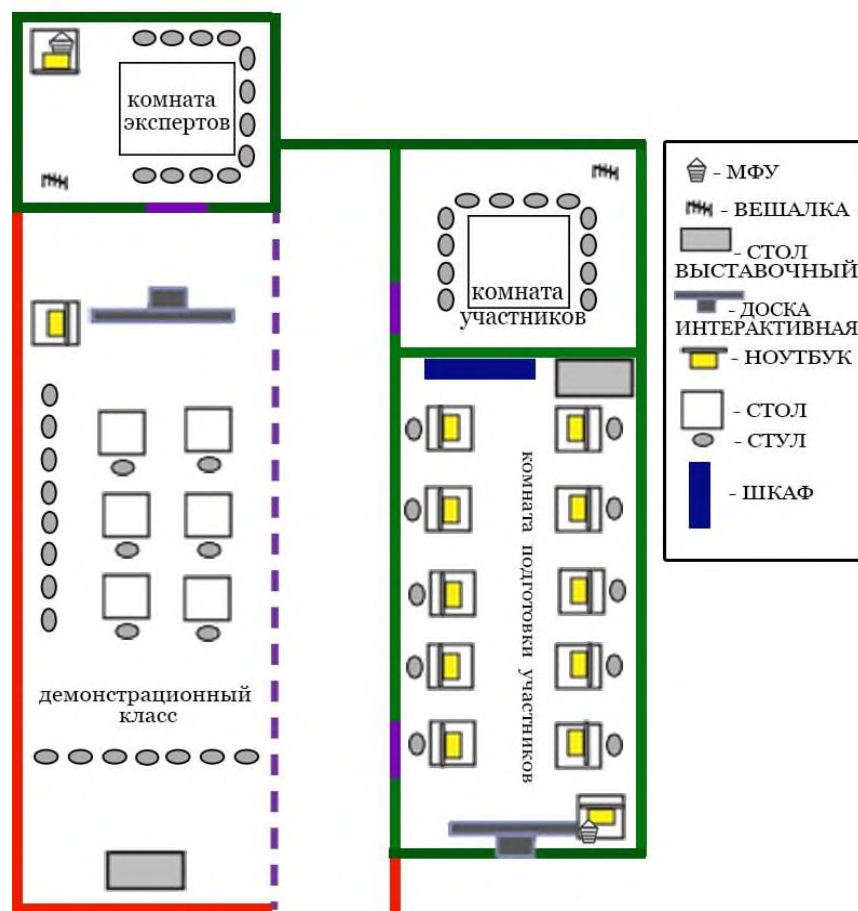 комната
экспертов
комната
участников
комната подготовки участников
демонстрационный
класс
- МФУ
- ВЕШАЛКА
- СТОЛ
ВЫСТАВОЧНЫЙ
- ДОСКА
ИНТЕРАКТИВНАЯ
- НОУТБУК
- СТОЛ
- СТУЛ
- ШКАФ